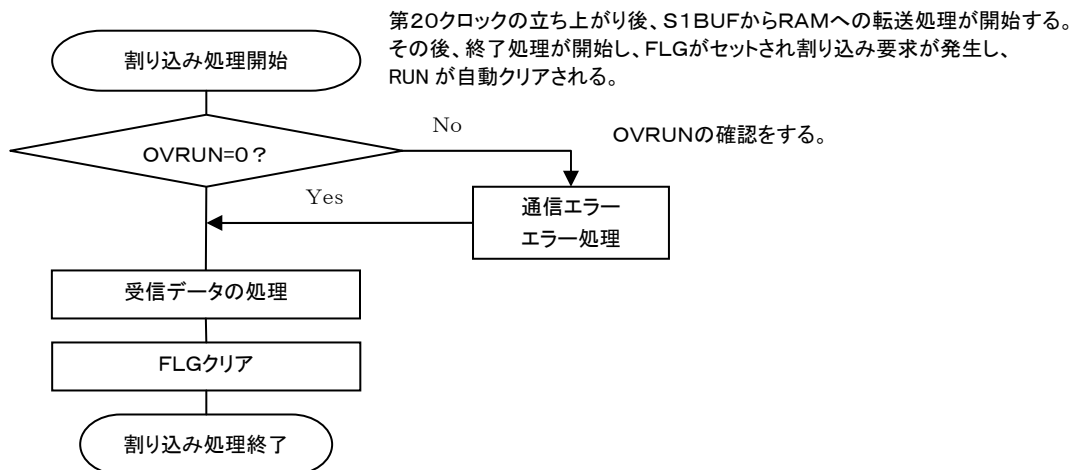 第20クロックの立ち上がり後、S1BUFからRAMへの転送処理が開始する。
その後、終了処理が開始し、FLGがセットされ割り込み要求が発生し、
RUN が自動クリアされる。
割り込み処理開始
No
OVRUNの確認をする。
OVRUN=0?
Yes
通信エラー
エラー処理
受信データの処理
FLGクリア
割り込み処理終了